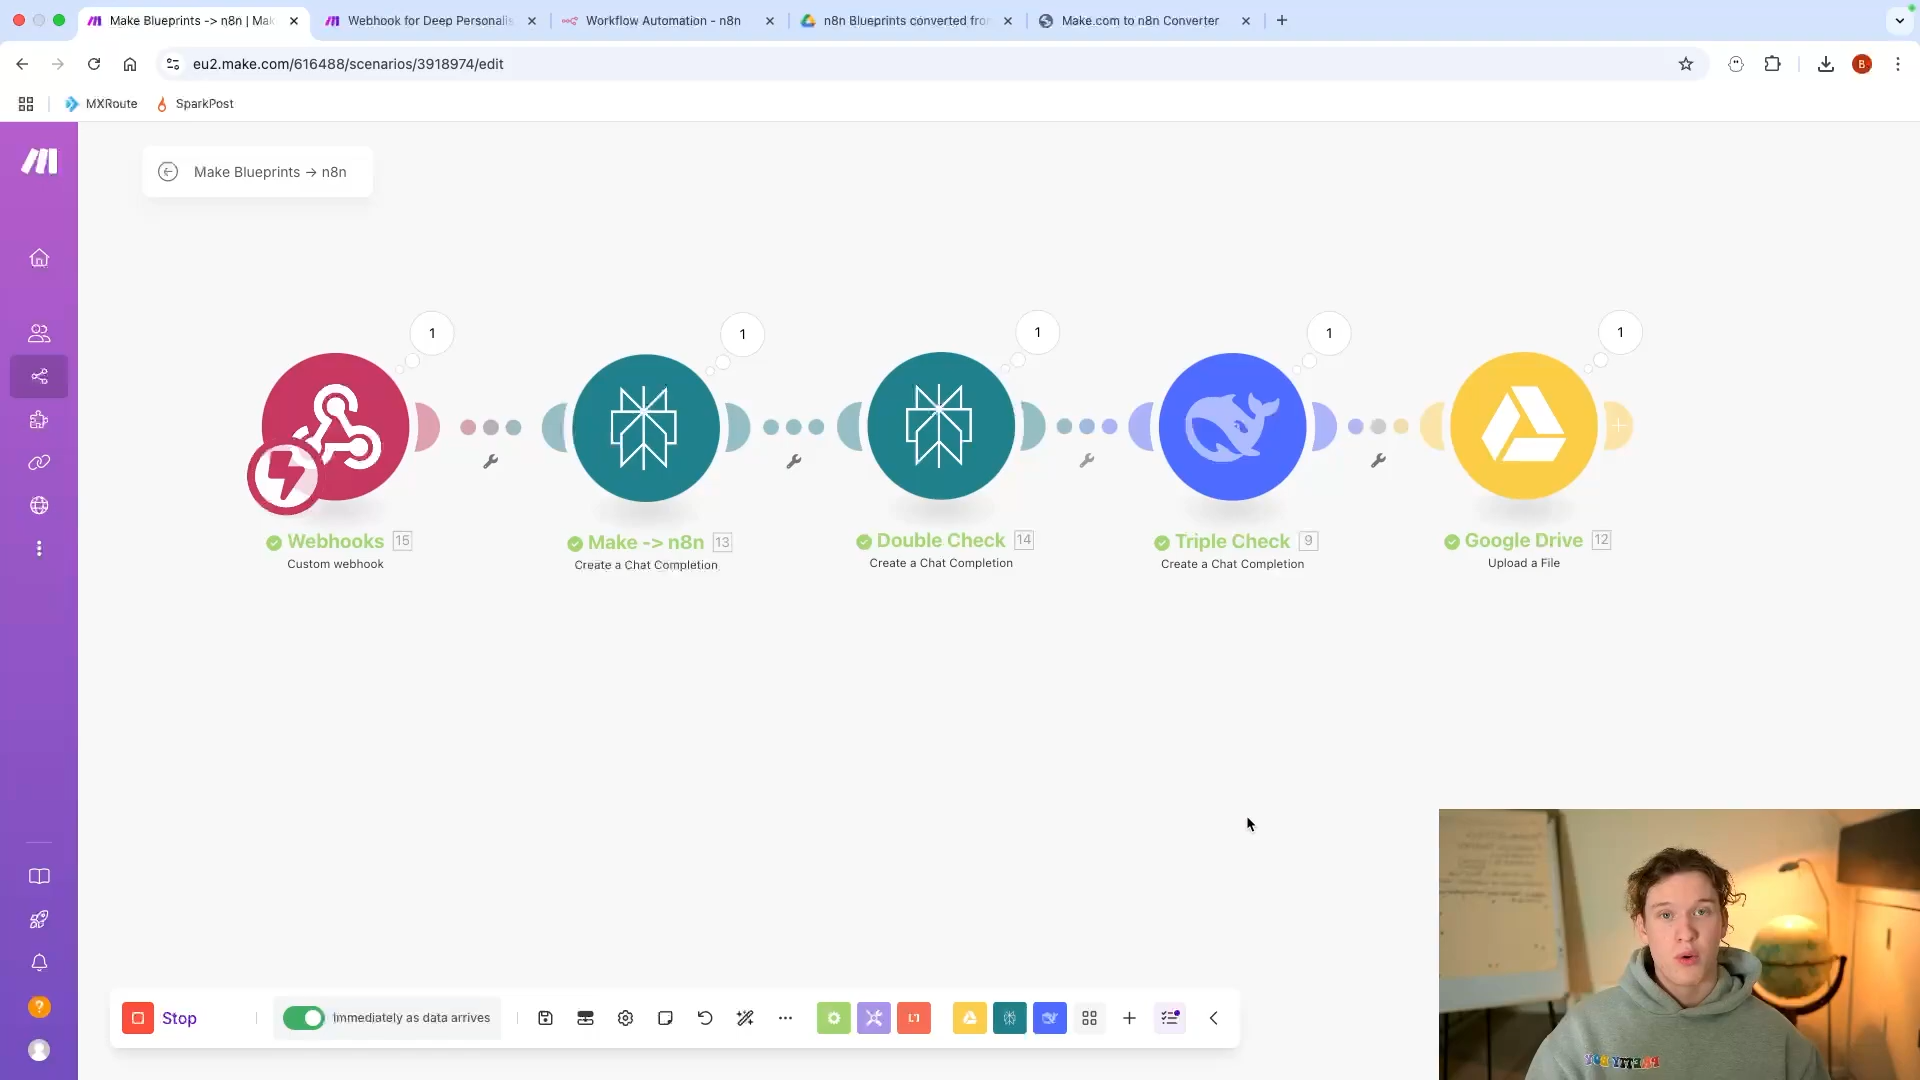 Make Blueprints -> n8n | Mak
Webhook for Deep Personalis
Workflow Automation - n8n
n8n Blueprints converted fro
Make.com to n8n Converter
eu2.make.com/616488/scenarios/3918974/edit
B
MXRoute
SparkPost
Make Blueprints → n8n
1
1
1
1
1
Webhooks 15
Custom webhook
Make -> n8n 13
Create a Chat Completion
Double Check 14
Create a Chat Completion
Triple Check 9
Create a Chat Completion
Google Drive 12
Upload a File
?
Stop
Immediately as data arrives